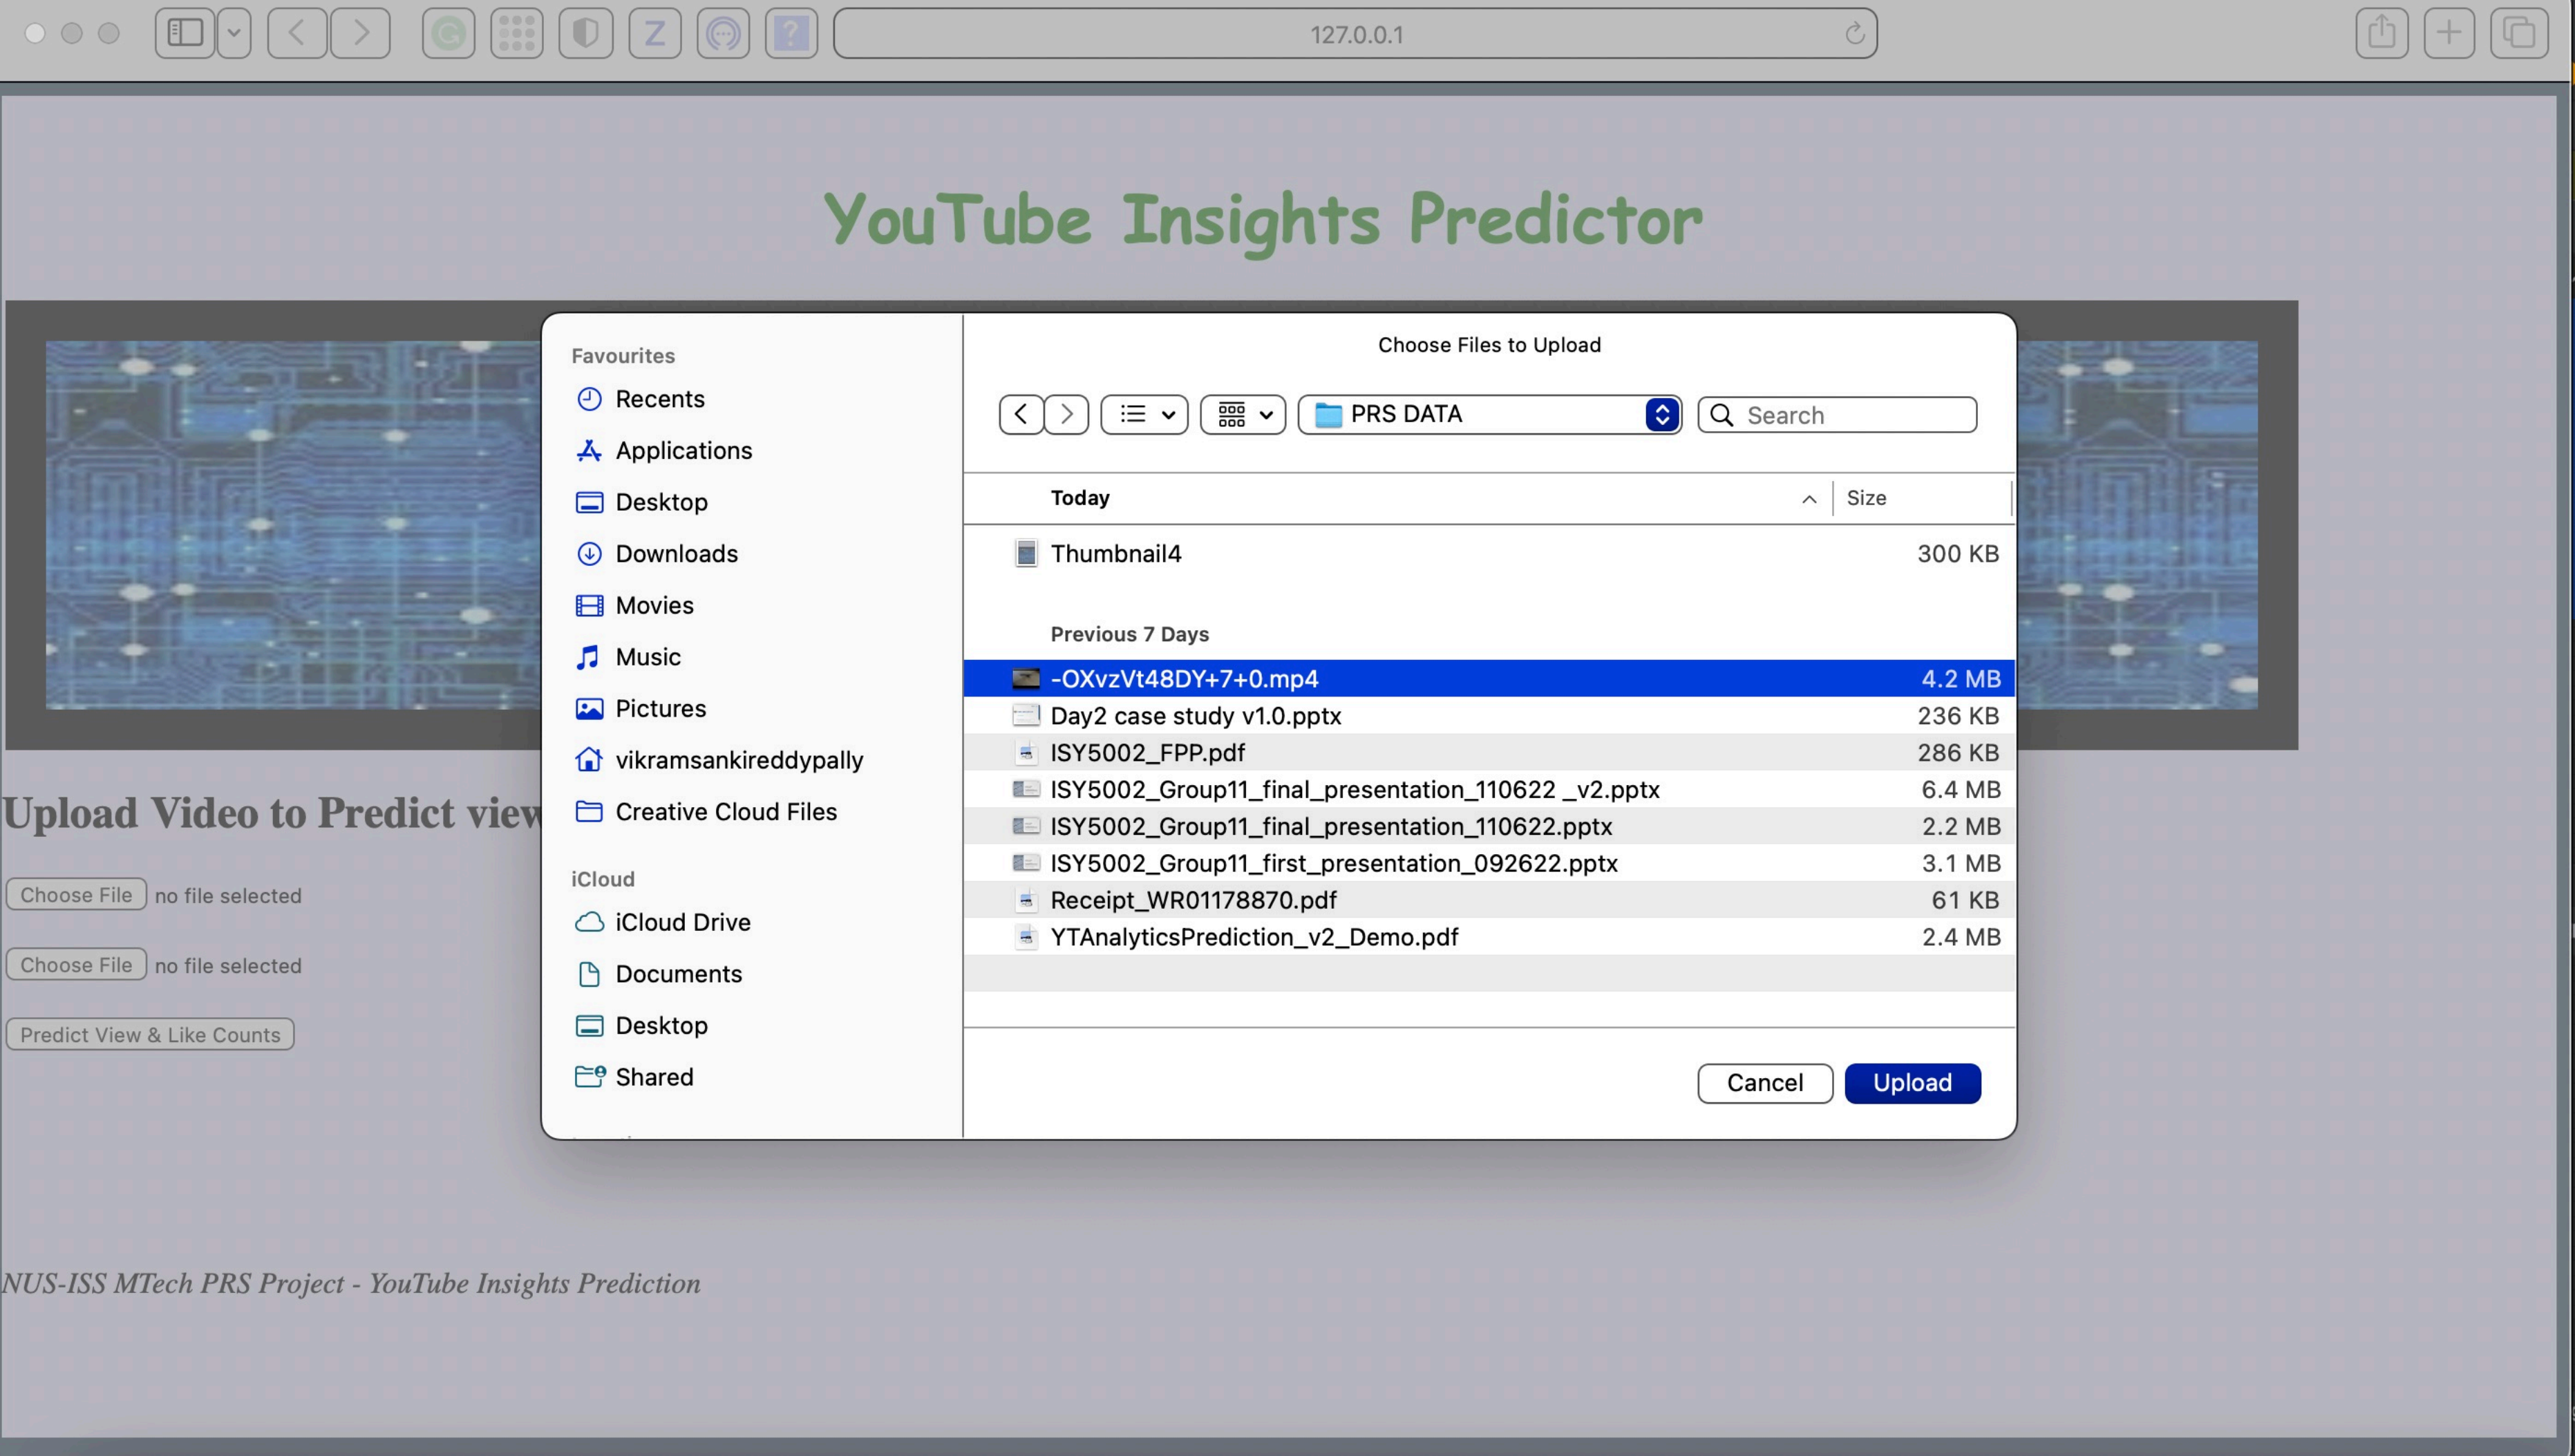 127.0.0.1
YouTube Insights Predictor
Favourites
Recents
Applications
Desktop
Downloads
Movies
Music
Pictures
vikramsankireddypally
Creative Cloud Files
iCloud
iCloud Drive
Documents
Desktop
Shared
Choose Files to Upload
PRS DATA
Search
Today Size
Thumbnail4 300 KB
Previous 7 Days
-OXvzVt48DY+7+0.mp4 4.2 MB
Day2 case study v1.0.pptx 236 KB
ISY5002_FPP.pdf 286 KB
ISY5002_Group11_final_presentation_110622 _v2.pptx 6.4 MB
ISY5002_Group11_final_presentation_110622.pptx 2.2 MB
ISY5002_Group11_first_presentation_092622.pptx 3.1 MB
Receipt_WR01178870.pdf 61 KB
YTAnalyticsPrediction_v2_Demo.pdf 2.4 MB
Cancel Upload
Upload Video to Predict view
Choose File no file selected
Choose File no file selected
Predict View & Like Counts
NUS-ISS MTech PRS Project - YouTube Insights Prediction